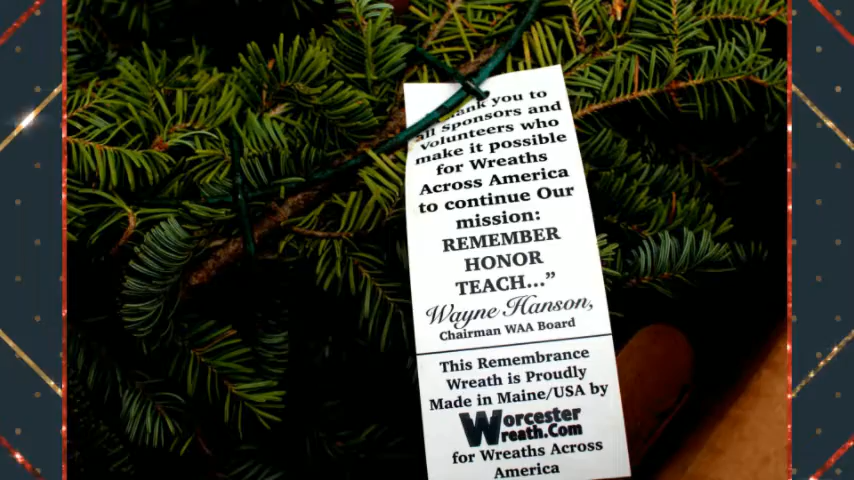 Thank you to
all Sponsors and
volunteers who
make it possible
for Wreaths
Across America
to continue Our
mission:
REMEMBER
HONOR
TEACH...”
Wayne Hanson,
Chairman WAA Board
This Remembrance
Wreath is Proudly
Made in Maine/USA by
Worcester
Wreath.Com
for Wreaths Across
America